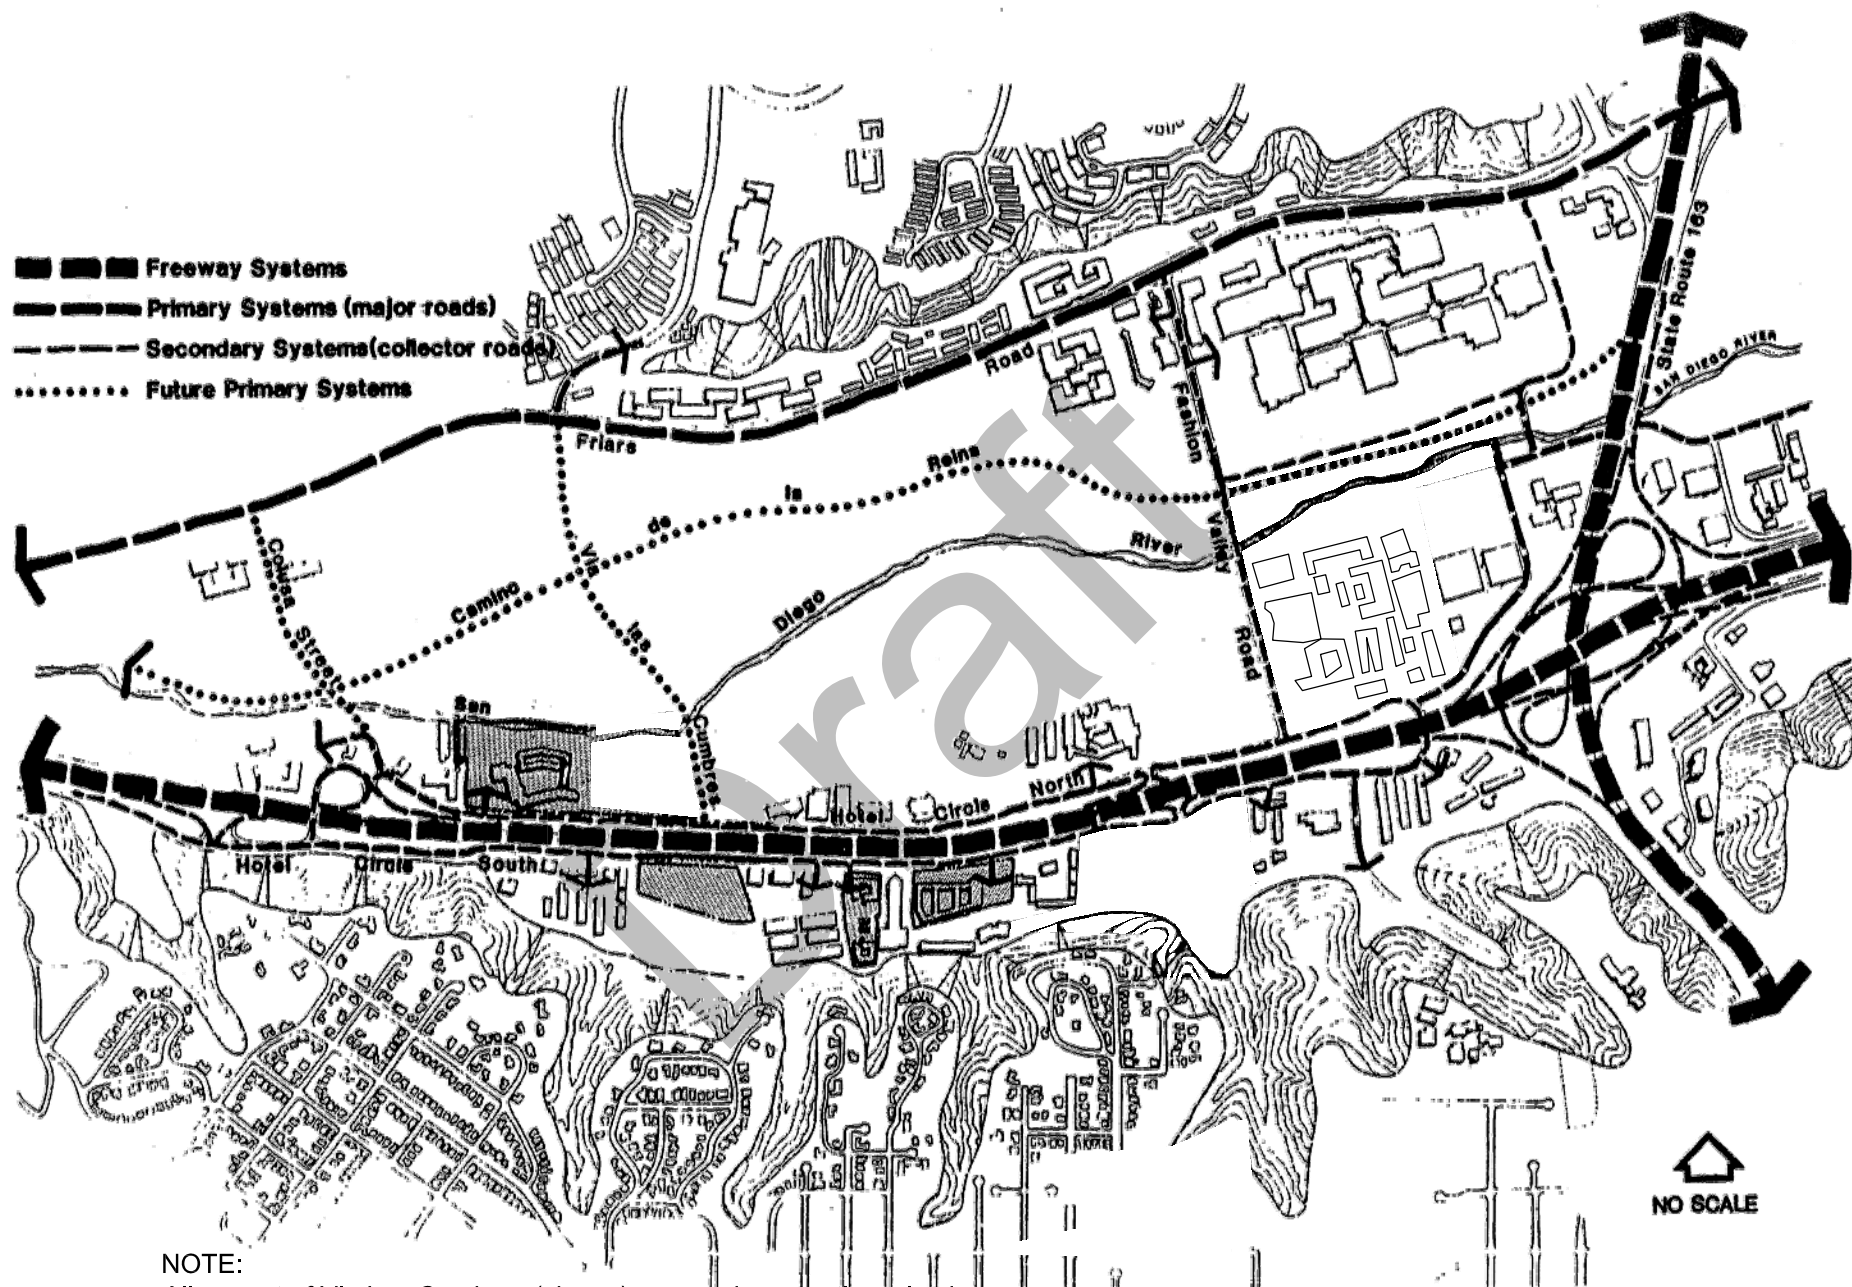 Freeway Systems
Primary Systems (major roads)
Secondary Systems(collector roads)
Future Primary Systems
State Route 163
SAN DIEGO RIVER
Road
Friars
Fashion
Valley
Road
Camino de la Reina
Via las Cumbres
Colusa Street
San Diego River
Hotel Circle North
Hotel Circle South
Draft
NO SCALE
NOTE: